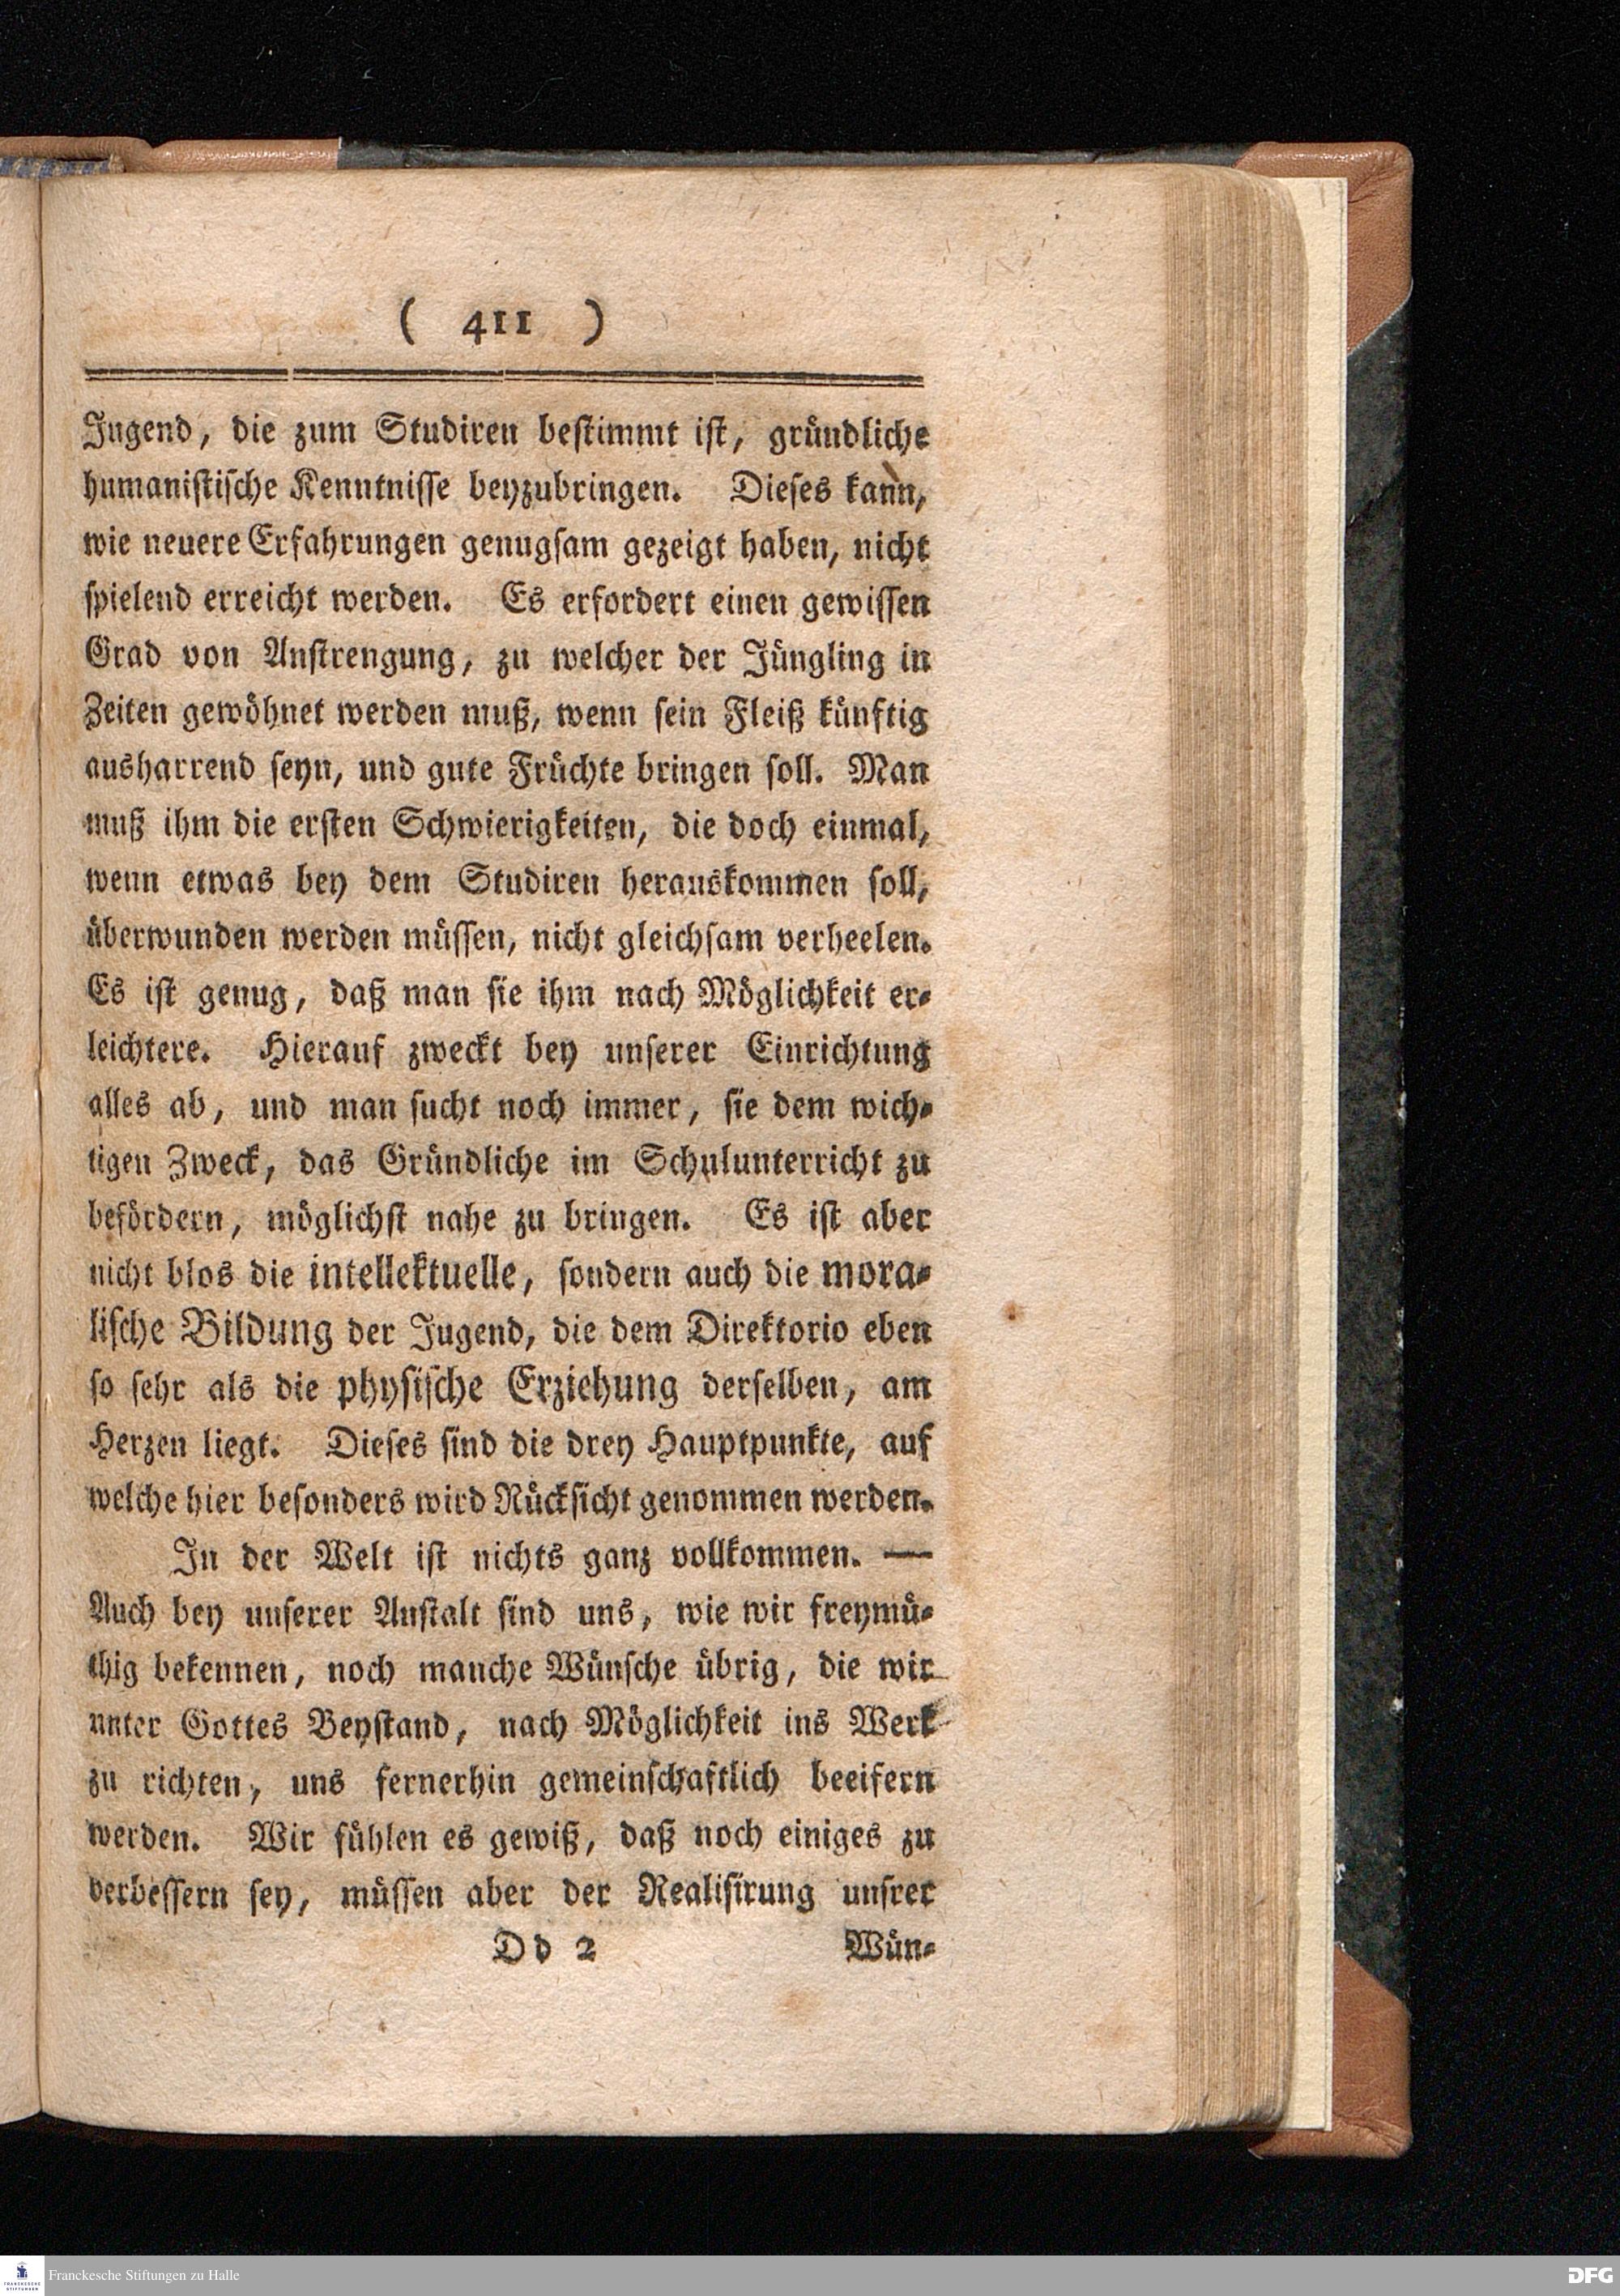 ( 411 )
Jugend, die zum Studiren bestimmt ist, gründliche
humanistische Kenntnisse beyzubringen. Dieses kann,
wie neuere Erfahrungen genugsam gezeigt haben, nicht
spielend erreicht werden. Es erfordert einen gewissen
Grad von Anstrengung, zu welcher der Jüngling in
Zeiten gewöhnet werden muß, wenn sein Fleiß künftig
ausharrend seyn, und gute Früchte bringen soll. Man
muß ihm die ersten Schwierigkeiten, die doch einmal,
wenn etwas bey dem Studiren herauskommen soll,
überwunden werden müssen, nicht gleichsam verheelen.
Es ist genug, daß man sie ihm nach Möglichkeit er-
leichtere. Hierauf zweckt bey unserer Einrichtung
alles ab, und man sucht noch immer, sie dem wich-
tigen Zweck, das Gründliche im Schulunterricht zu
befördern, möglichst nahe zu bringen. Es ist aber
nicht blos die intellektuelle, sondern auch die mora-
lische Bildung der Jugend, die dem Direktorio eben
so sehr als die physische Erziehung derselben, am
Herzen liegt. Dieses sind die drey Hauptpunkte, auf
welche hier besonders wird Rücksicht genommen werden.
In der Welt ist nichts ganz vollkommen. —
Auch bey unserer Anstalt sind uns, wie wir freymü-
thig bekennen, noch manche Wünsche übrig, die wir
unter Gottes Beystand, nach Möglichkeit ins Werk
zu richten, uns fernerhin gemeinschaftlich beeifern
werden. Wir fühlen es gewiß, daß noch einiges zu
verbessern sey, müssen aber der Realisirung unsrer
Dd 2 Wün-
FRANCKESCHE STIFTUNGEN
Franckesche Stiftungen zu Halle
DFG